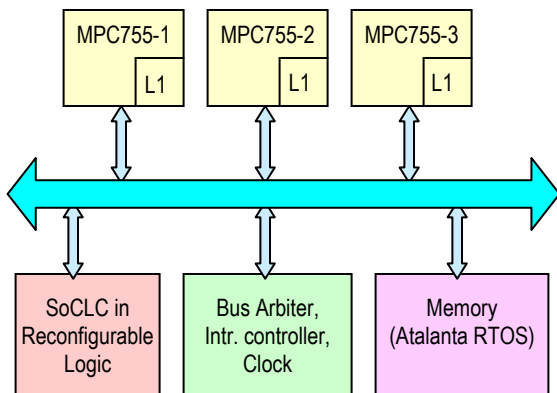 MPC755-1
MPC755-2
MPC755-3
L1
L1
L1
SoCLC in
Reconfigurable
Logic
Bus Arbiter,
Intr. controller,
Clock
Memory
(Atalanta RTOS)